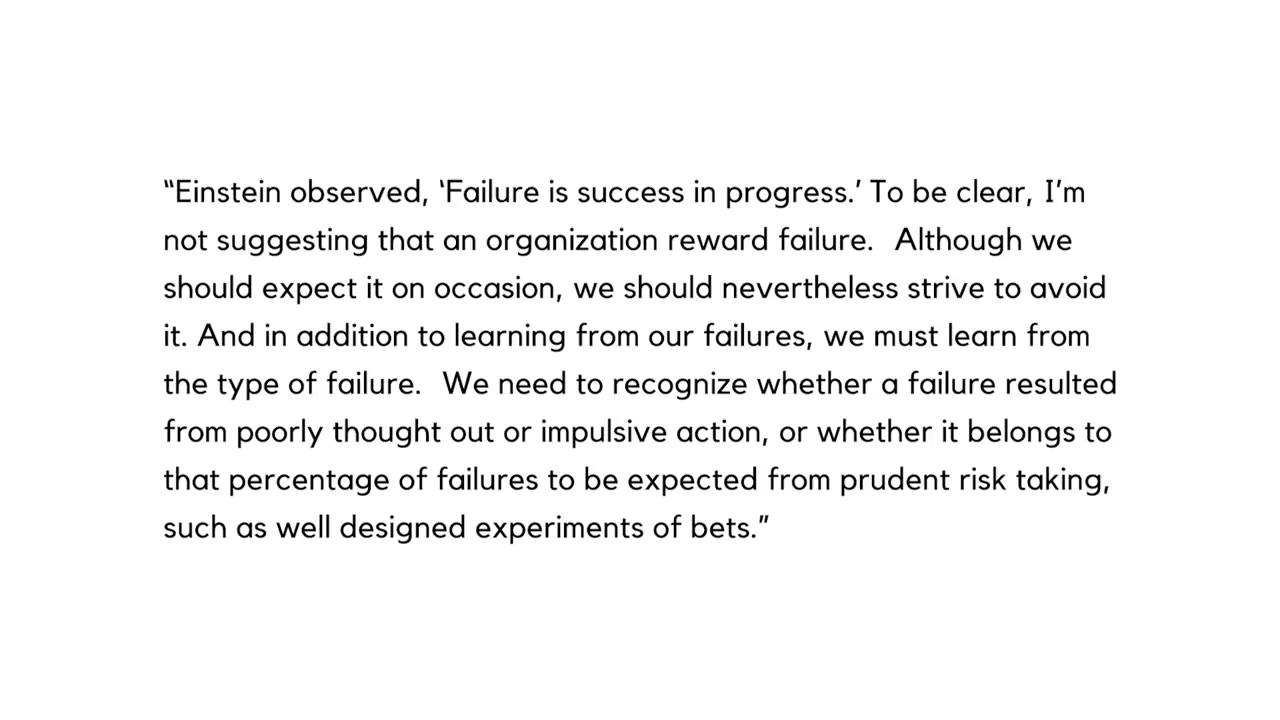 “Einstein observed, ‘Failure is success in progress.’ To be clear, I’m
not suggesting that an organization reward failure.  Although we
should expect it on occasion, we should nevertheless strive to avoid
it. And in addition to learning from our failures, we must learn from
the type of failure.  We need to recognize whether a failure resulted
from poorly thought out or impulsive action, or whether it belongs to
that percentage of failures to be expected from prudent risk taking,
such as well designed experiments of bets.”